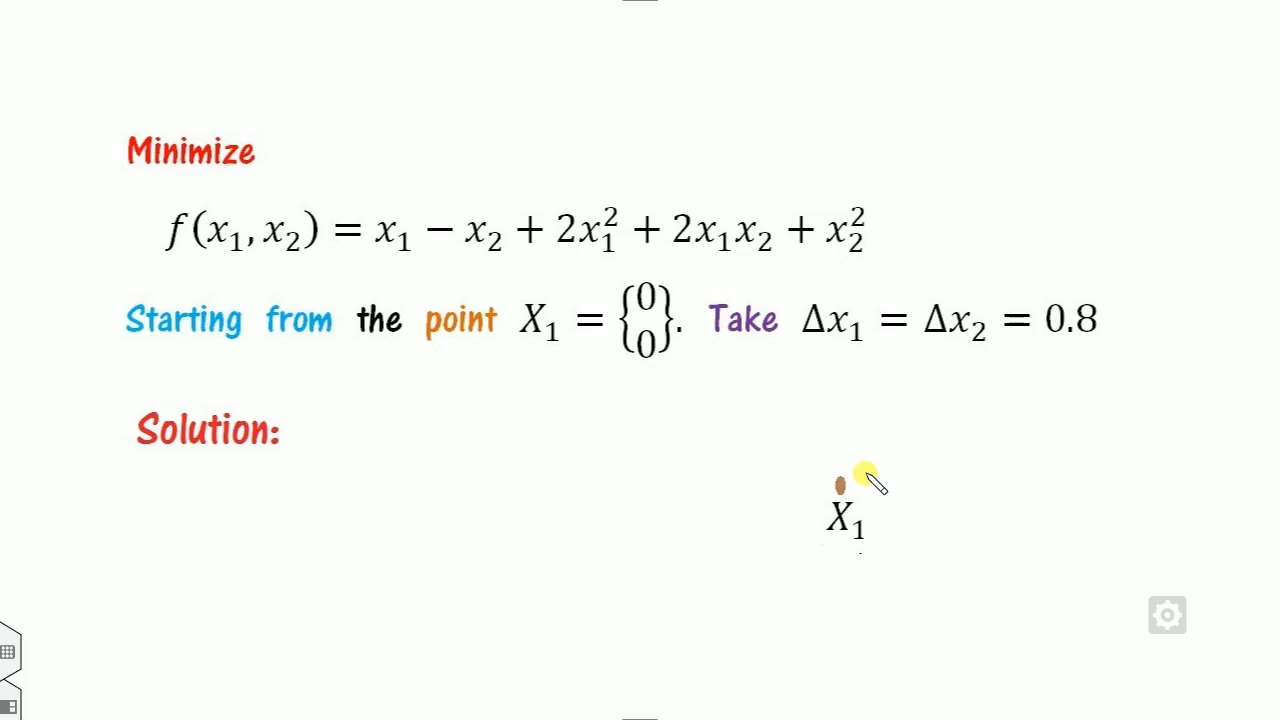 Minimize
f(x₁, x₂) = x₁ − x₂ + 2x₁² + 2x₁x₂ + x₂²
Starting from the point X₁ = {0 0}. Take Δx₁ = Δx₂ = 0.8
Solution:
X₁